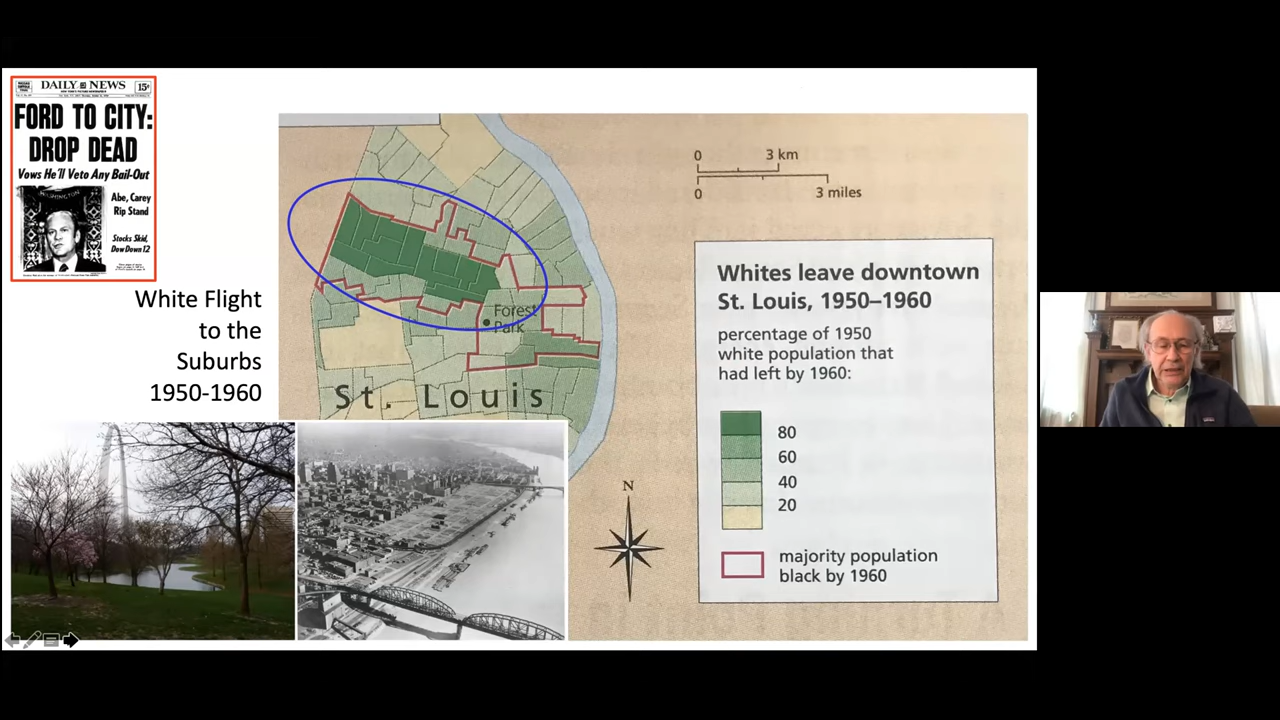 DAILY NEWS
15¢
FORD TO CITY:
DROP DEAD
Vows He'll Veto Any Bail-Out
Abe, Carey
Rip Stand
Stocks Skid,
Dow Down 12
White Flight
to the
Suburbs
1950-1960
0 3 km
0 3 miles
Forest
Park
St. Louis
N
Whites leave downtown
St. Louis, 1950–1960
percentage of 1950
white population that
had left by 1960:
80
60
40
20
majority population
black by 1960